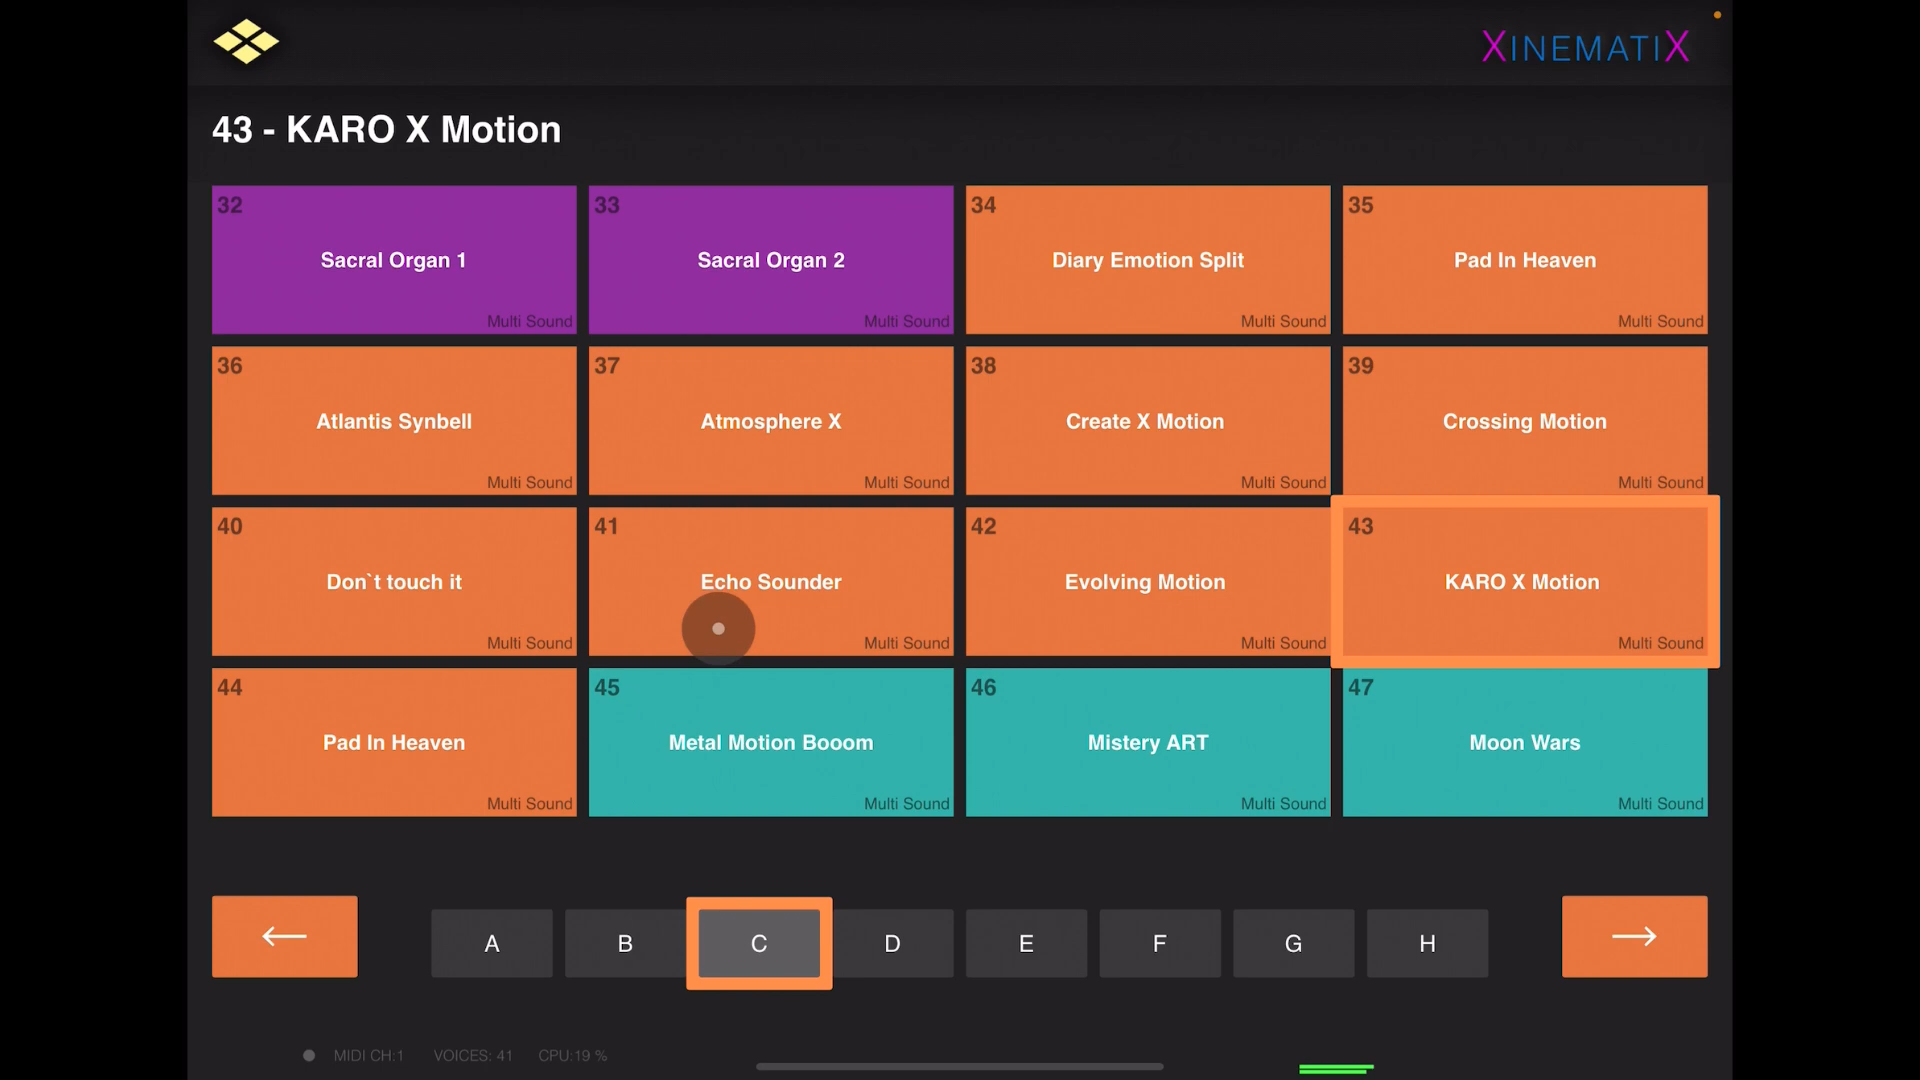 XINEMATIX
43 - KARO X Motion
32
Sacral Organ 1
Multi Sound
33
Sacral Organ 2
Multi Sound
34
Diary Emotion Split
Multi Sound
35
Pad In Heaven
Multi Sound
36
Atlantis Synbell
Multi Sound
37
Atmosphere X
Multi Sound
38
Create X Motion
Multi Sound
39
Crossing Motion
Multi Sound
40
Don`t touch it
Multi Sound
41
Echo Sounder
Multi Sound
42
Evolving Motion
Multi Sound
43
KARO X Motion
Multi Sound
44
Pad In Heaven
Multi Sound
45
Metal Motion Booom
Multi Sound
46
Mistery ART
Multi Sound
47
Moon Wars
Multi Sound
← A B C D E F G H →
MIDI CH:1 VOICES: 41 CPU:19 %